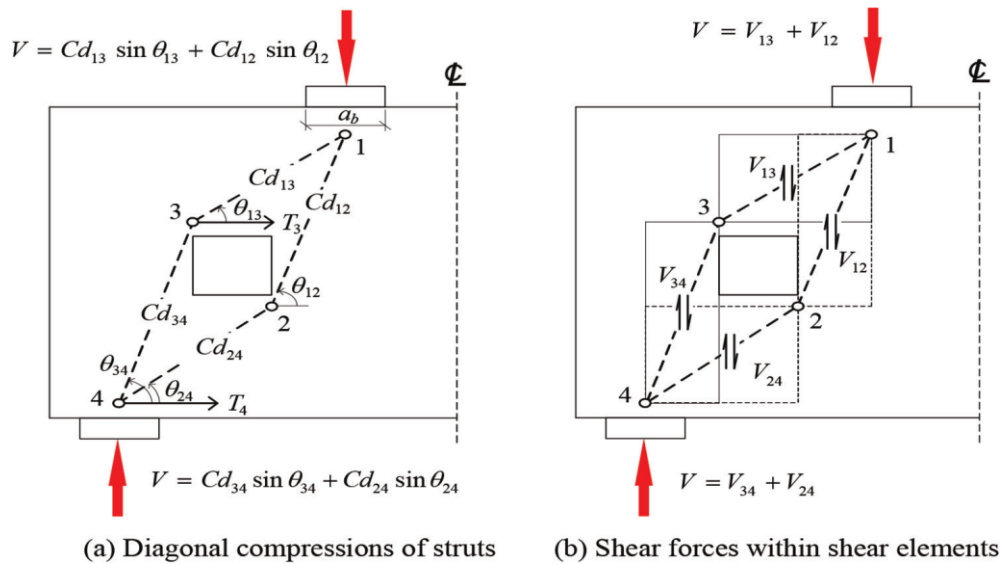 V = Cd₁₃ sin θ₁₃ + Cd₁₂ sin θ₁₂
℄
a_b
1
Cd₁₃
Cd₁₂
3
θ₁₃
T₃
θ₁₂
2
Cd₃₄
Cd₂₄
θ₃₄
θ₂₄
4
T₄
V = Cd₃₄ sin θ₃₄ + Cd₂₄ sin θ₂₄
(a) Diagonal compressions of struts
V = V₁₃ + V₁₂
℄
1
V₁₃
3
V₁₂
V₃₄
2
V₂₄
4
V = V₃₄ + V₂₄
(b) Shear forces within shear elements